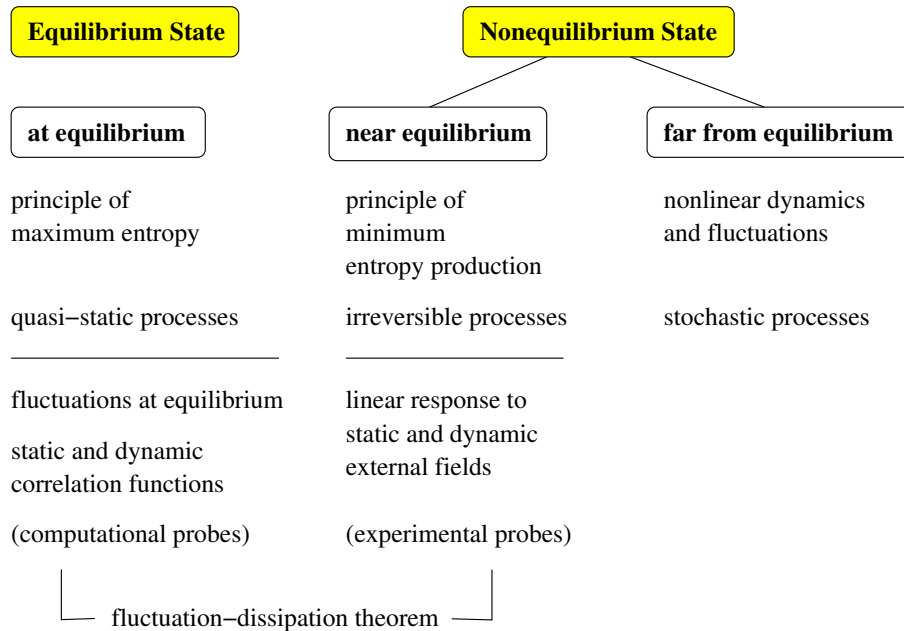 Equilibrium State
Nonequilibrium State
at equilibrium
near equilibrium
far from equilibrium
principle of
maximum entropy
principle of
minimum
entropy production
nonlinear dynamics
and fluctuations
quasi−static processes
irreversible processes
stochastic processes
fluctuations at equilibrium
static and dynamic
correlation functions
(computational probes)
linear response to
static and dynamic
external fields
(experimental probes)
fluctuation−dissipation theorem